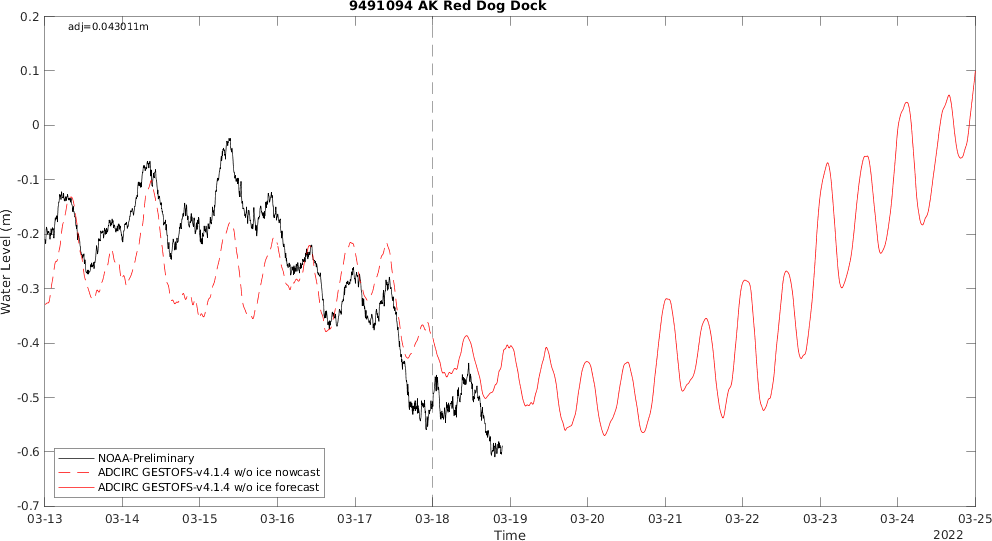 9491094 AK Red Dog Dock
adj=0.043011m
0.2
0.1
0
-0.1
-0.2
-0.3
-0.4
-0.5
-0.6
-0.7
Water Level (m)
NOAA-Preliminary
ADCIRC GESTOFS-v4.1.4 w/o ice nowcast
ADCIRC GESTOFS-v4.1.4 w/o ice forecast
03-13 03-14 03-15 03-16 03-17 03-18 03-19 03-20 03-21 03-22 03-23 03-24 03-25
Time
2022